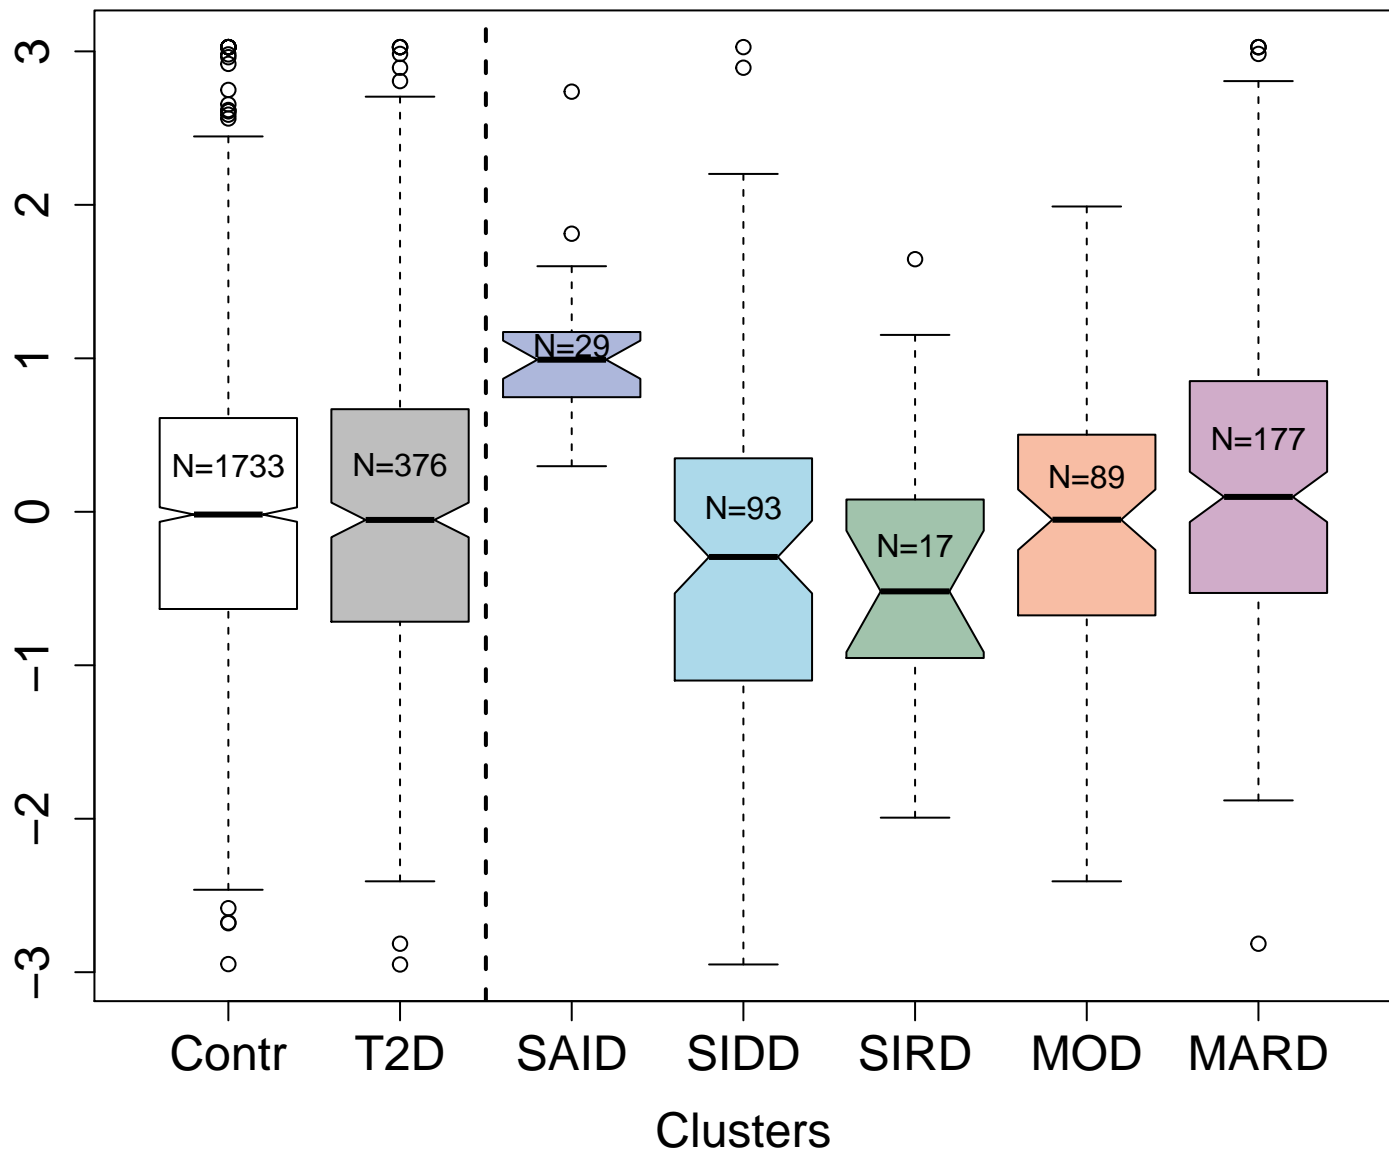 3
2
1
0
−1
−2
−3
N=1733
N=376
N=29
N=93
N=17
N=89
N=177
Contr T2D SAID SIDD SIRD MOD MARD
Clusters